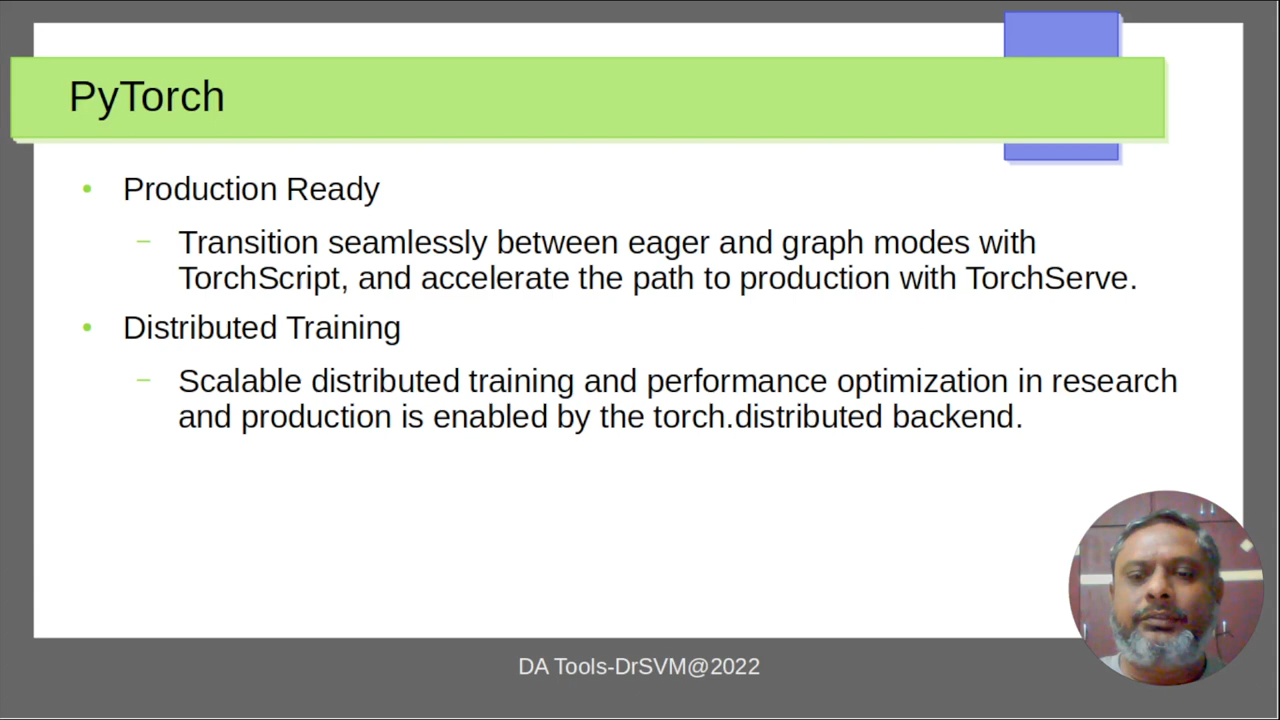 PyTorch
• Production Ready
– Transition seamlessly between eager and graph modes with
TorchScript, and accelerate the path to production with TorchServe.
• Distributed Training
– Scalable distributed training and performance optimization in research
and production is enabled by the torch.distributed backend.
DA Tools-DrSVM@2022